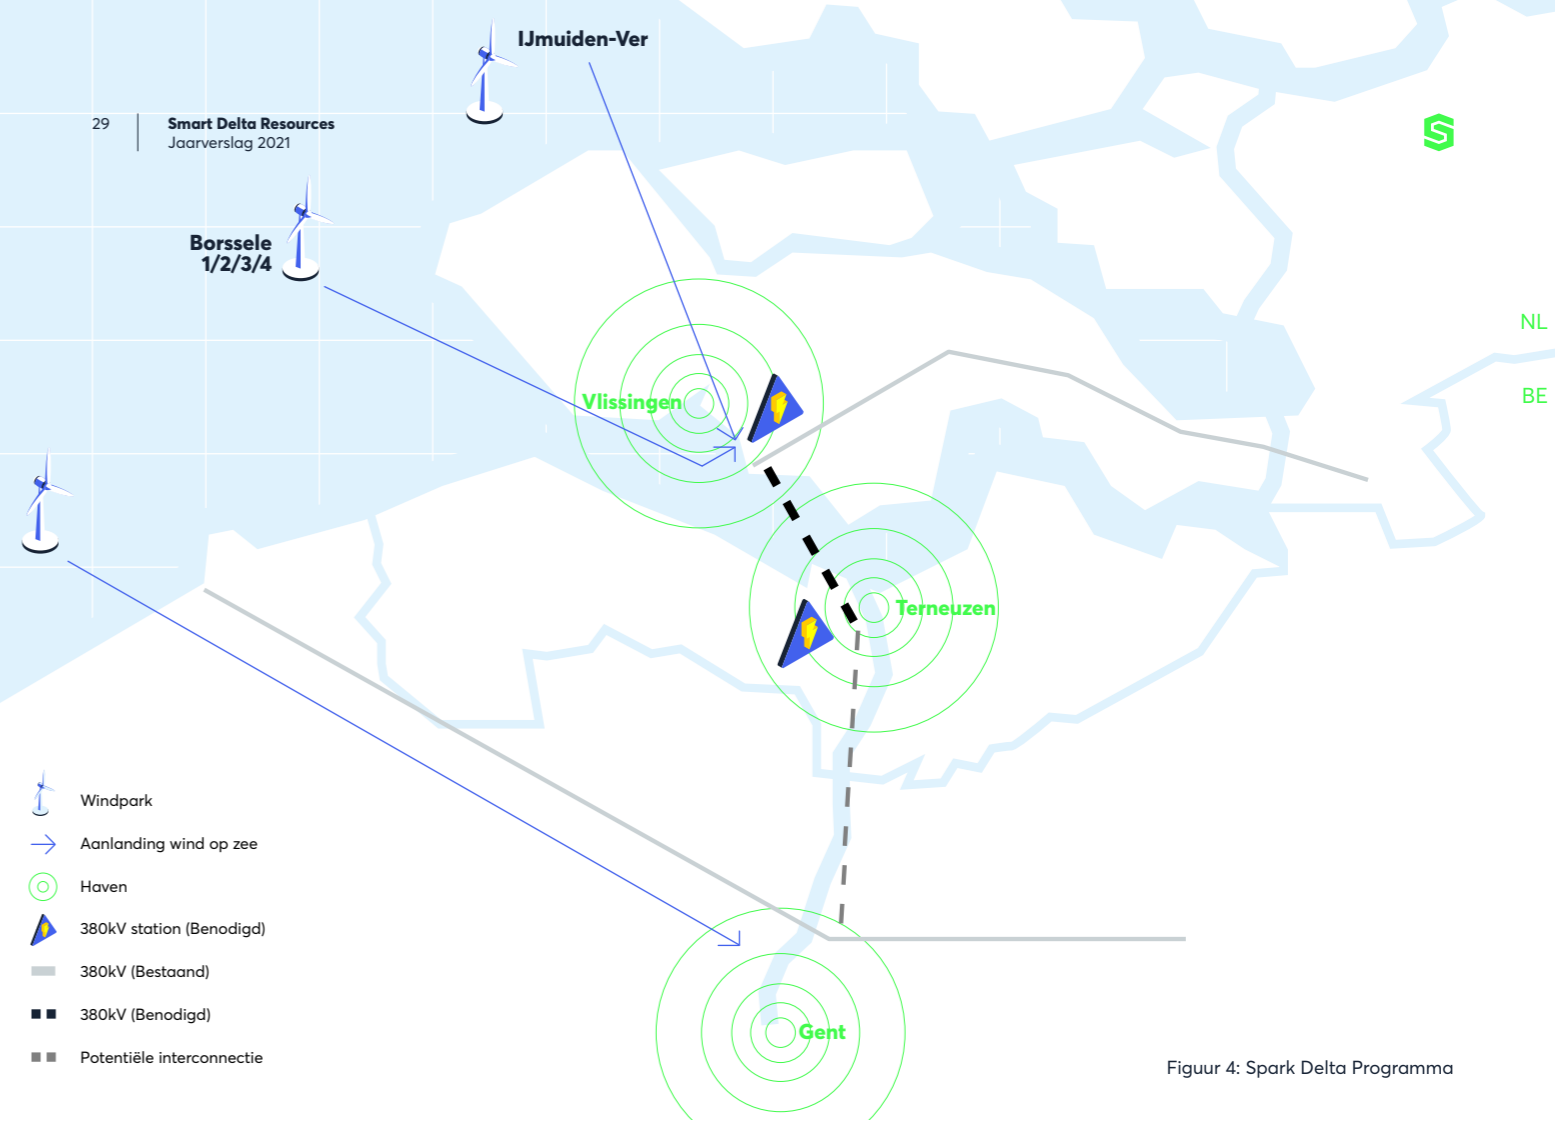 IJmuiden-Ver
29
Smart Delta Resources
Jaarverslag 2021
Borssele
1/2/3/4
NL
BE
Vlissingen
Terneuzen
Gent
Windpark
Aanlanding wind op zee
Haven
380kV station (Benodigd)
380kV (Bestaand)
380kV (Benodigd)
Potentiële interconnectie
Figuur 4: Spark Delta Programma